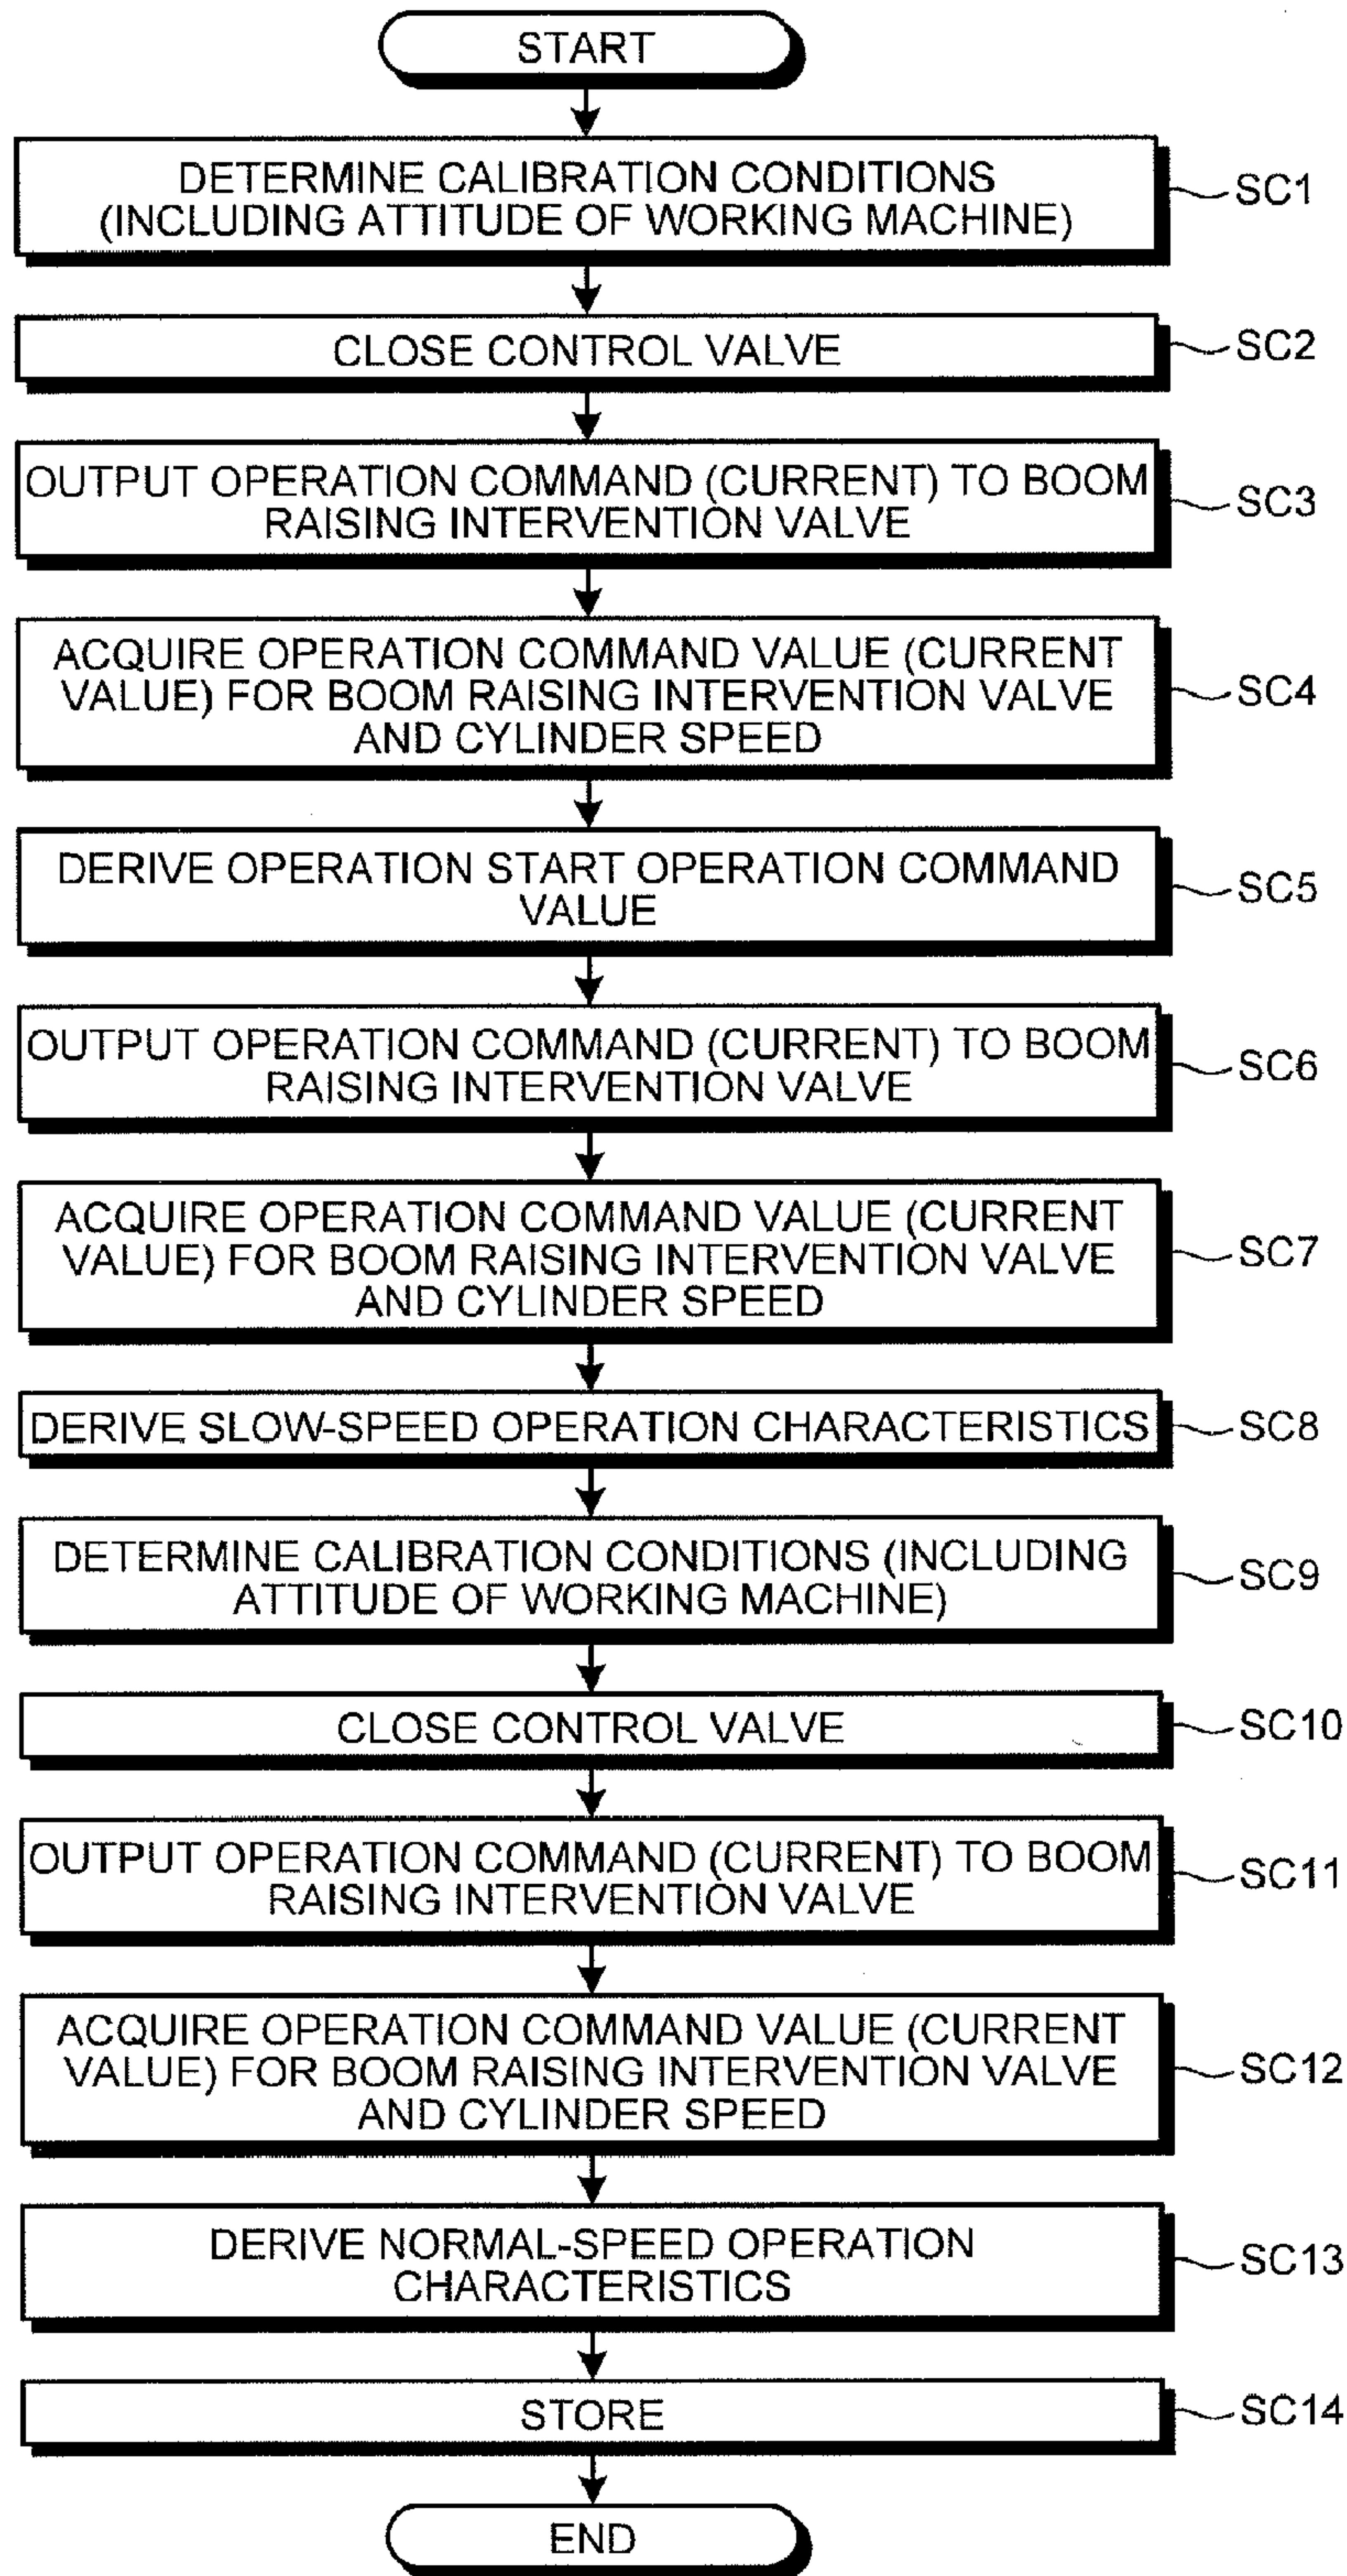 START
DETERMINE CALIBRATION CONDITIONS
(INCLUDING ATTITUDE OF WORKING MACHINE)
SC1
CLOSE CONTROL VALVE
SC2
OUTPUT OPERATION COMMAND (CURRENT) TO BOOM
RAISING INTERVENTION VALVE
SC3
ACQUIRE OPERATION COMMAND VALUE (CURRENT
VALUE) FOR BOOM RAISING INTERVENTION VALVE
AND CYLINDER SPEED
SC4
DERIVE OPERATION START OPERATION COMMAND
VALUE
SC5
OUTPUT OPERATION COMMAND (CURRENT) TO BOOM
RAISING INTERVENTION VALVE
SC6
ACQUIRE OPERATION COMMAND VALUE (CURRENT
VALUE) FOR BOOM RAISING INTERVENTION VALVE
AND CYLINDER SPEED
SC7
DERIVE SLOW-SPEED OPERATION CHARACTERISTICS
SC8
DETERMINE CALIBRATION CONDITIONS (INCLUDING
ATTITUDE OF WORKING MACHINE)
SC9
CLOSE CONTROL VALVE
SC10
OUTPUT OPERATION COMMAND (CURRENT) TO BOOM
RAISING INTERVENTION VALVE
SC11
ACQUIRE OPERATION COMMAND VALUE (CURRENT
VALUE) FOR BOOM RAISING INTERVENTION VALVE
AND CYLINDER SPEED
SC12
DERIVE NORMAL-SPEED OPERATION
CHARACTERISTICS
SC13
STORE
SC14
END